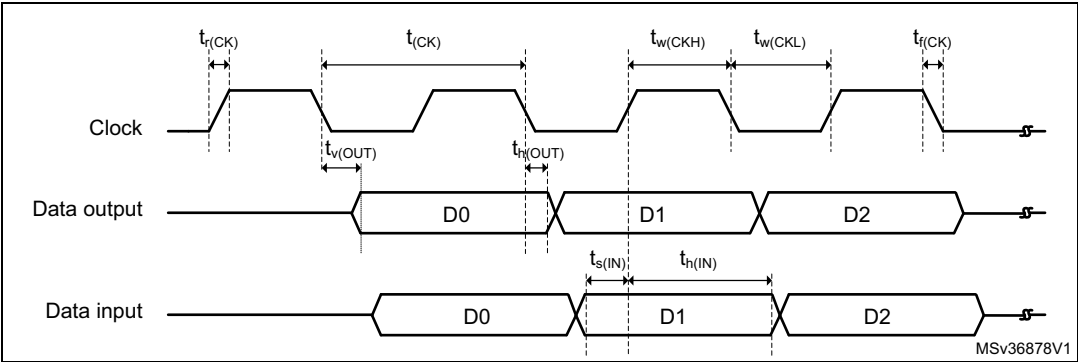 tr(CK) t(CK) tw(CKH) tw(CKL) tf(CK)
Clock
tv(OUT) th(OUT)
Data output D0 D1 D2
ts(IN) th(IN)
Data input D0 D1 D2
MSv36878V1